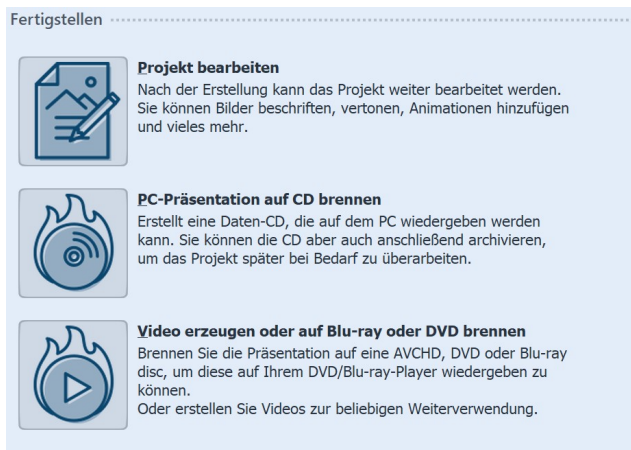 Fertigstellen
Projekt bearbeiten
Nach der Erstellung kann das Projekt weiter bearbeitet werden.
Sie können Bilder beschriften, vertonen, Animationen hinzufügen
und vieles mehr.
PC-Präsentation auf CD brennen
Erstellt eine Daten-CD, die auf dem PC wiedergeben werden
kann. Sie können die CD aber auch anschließend archivieren,
um das Projekt später bei Bedarf zu überarbeiten.
Video erzeugen oder auf Blu-ray oder DVD brennen
Brennen Sie die Präsentation auf eine AVCHD, DVD oder Blu-ray
disc, um diese auf Ihrem DVD/Blu-ray-Player wiedergeben zu
können.
Oder erstellen Sie Videos zur beliebigen Weiterverwendung.